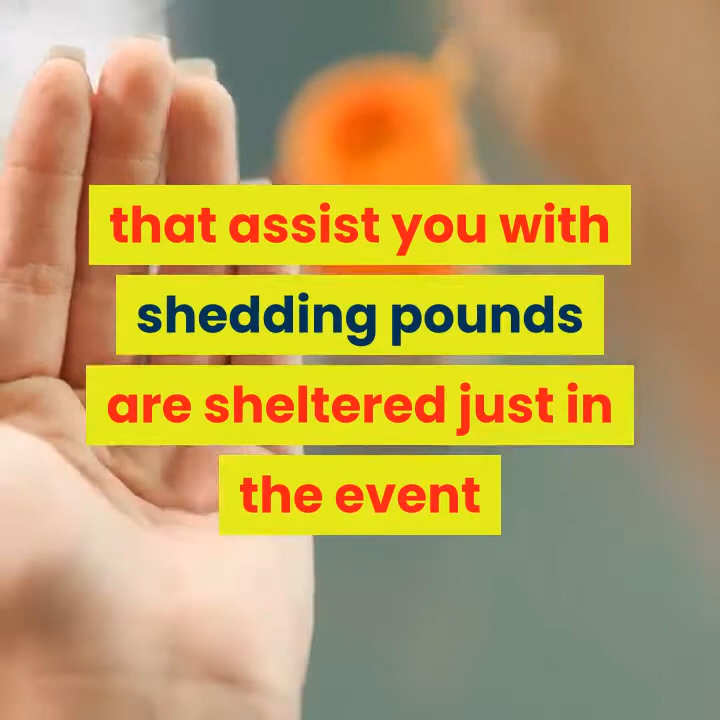 that assist you with
shedding pounds
are sheltered just in
the event